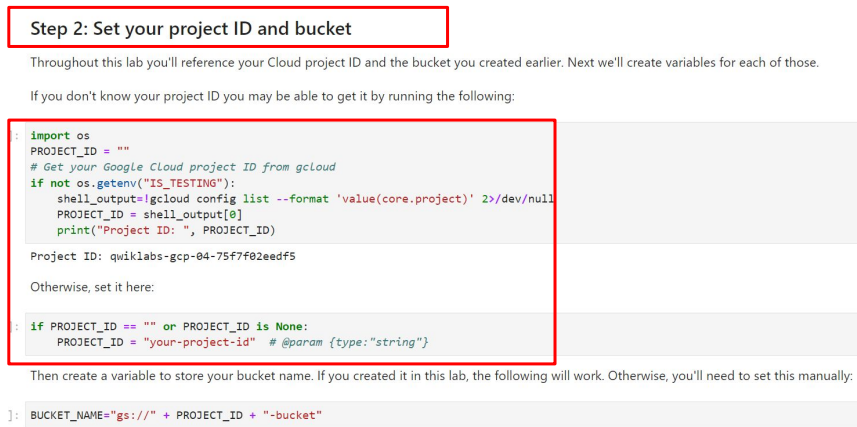 Step 2: Set your project ID and bucket
Throughout this lab you'll reference your Cloud project ID and the bucket you created earlier. Next we'll create variables for each of those.
If you don't know your project ID you may be able to get it by running the following:
]: import os
PROJECT_ID = ""
# Get your Google Cloud project ID from gcloud
if not os.getenv("IS_TESTING"):
    shell_output=!gcloud config list --format 'value(core.project)' 2>/dev/null
    PROJECT_ID = shell_output[0]
    print("Project ID: ", PROJECT_ID)
Project ID: qwiklabs-gcp-04-75f7f02eedf5
Otherwise, set it here:
]: if PROJECT_ID == "" or PROJECT_ID is None:
    PROJECT_ID = "your-project-id"  # @param {type:"string"}
Then create a variable to store your bucket name. If you created it in this lab, the following will work. Otherwise, you'll need to set this manually:
]: BUCKET_NAME="gs://" + PROJECT_ID + "-bucket"